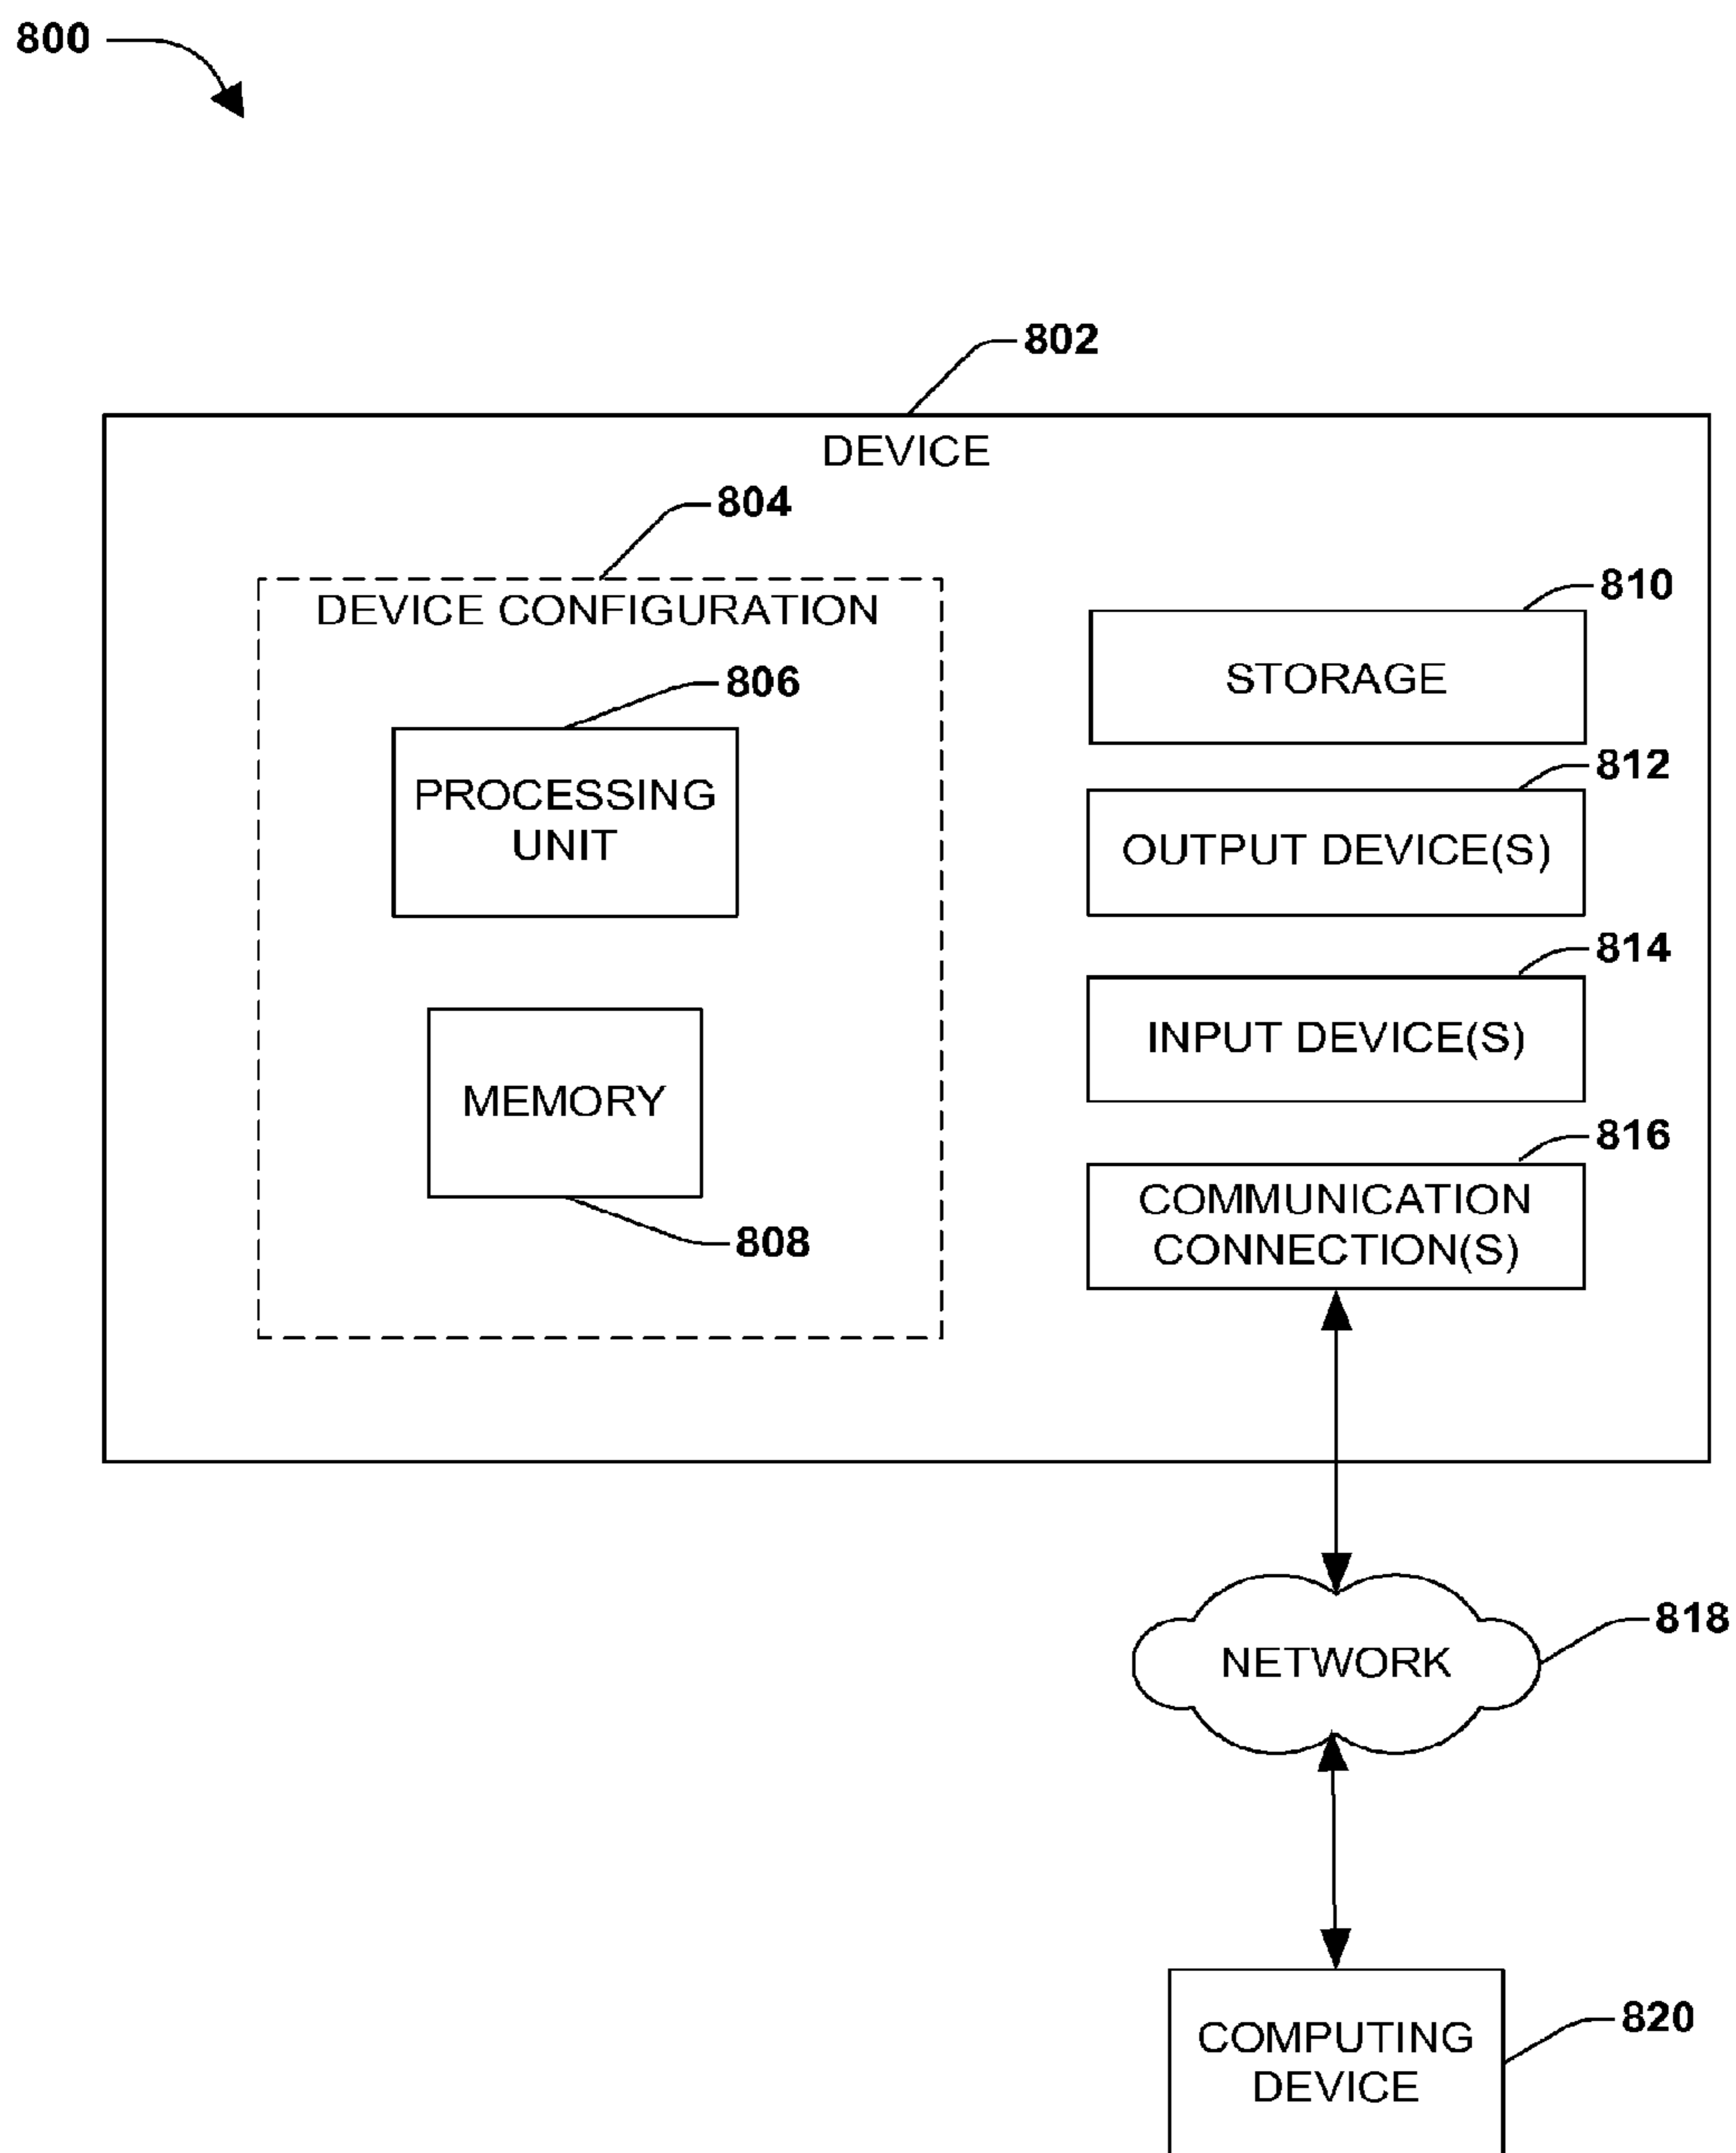 800
802
DEVICE
804
DEVICE CONFIGURATION
806
PROCESSING
UNIT
MEMORY
808
810
STORAGE
812
OUTPUT DEVICE(S)
814
INPUT DEVICE(S)
816
COMMUNICATION
CONNECTION(S)
818
NETWORK
820
COMPUTING
DEVICE